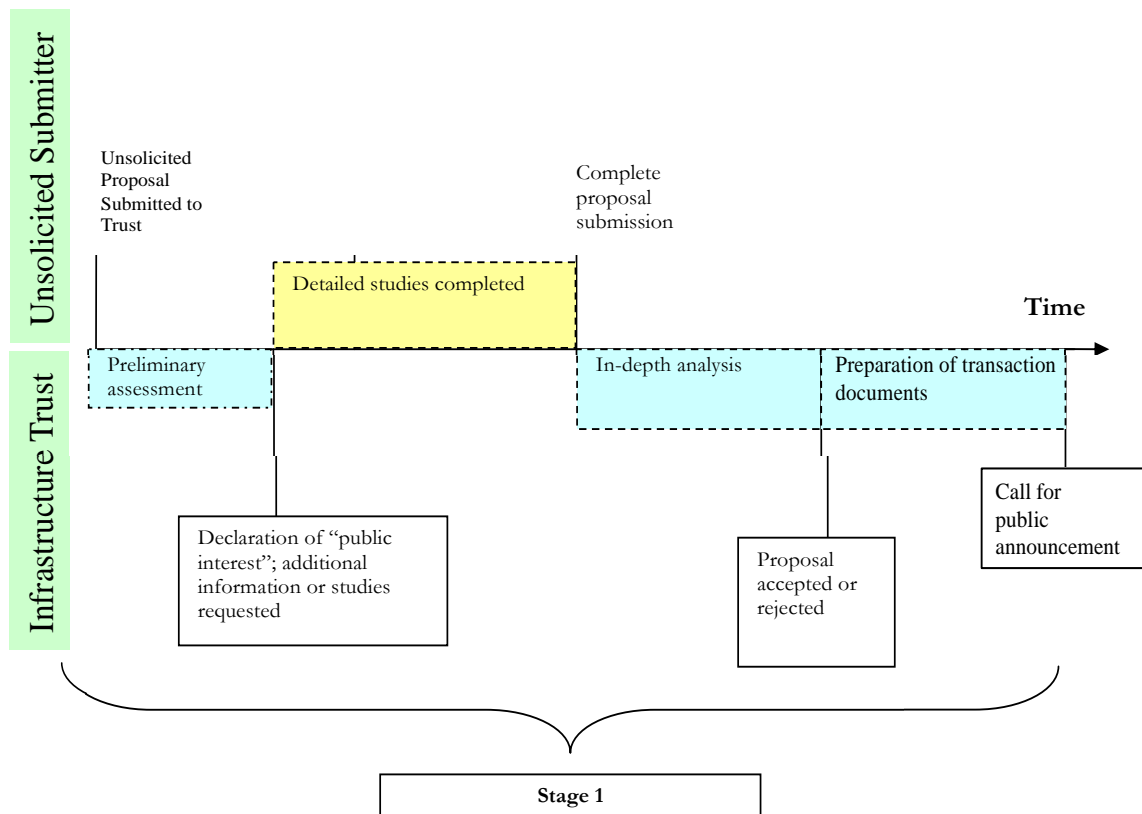 Unsolicited Submitter
Unsolicited
Proposal
Submitted to
Trust
Complete
proposal
submission
Detailed studies completed
Time
Infrastructure Trust
Preliminary
assessment
In-depth analysis
Preparation of transaction
documents
Declaration of “public
interest”; additional
information or studies
requested
Proposal
accepted or
rejected
Call for
public
announcement
Stage 1